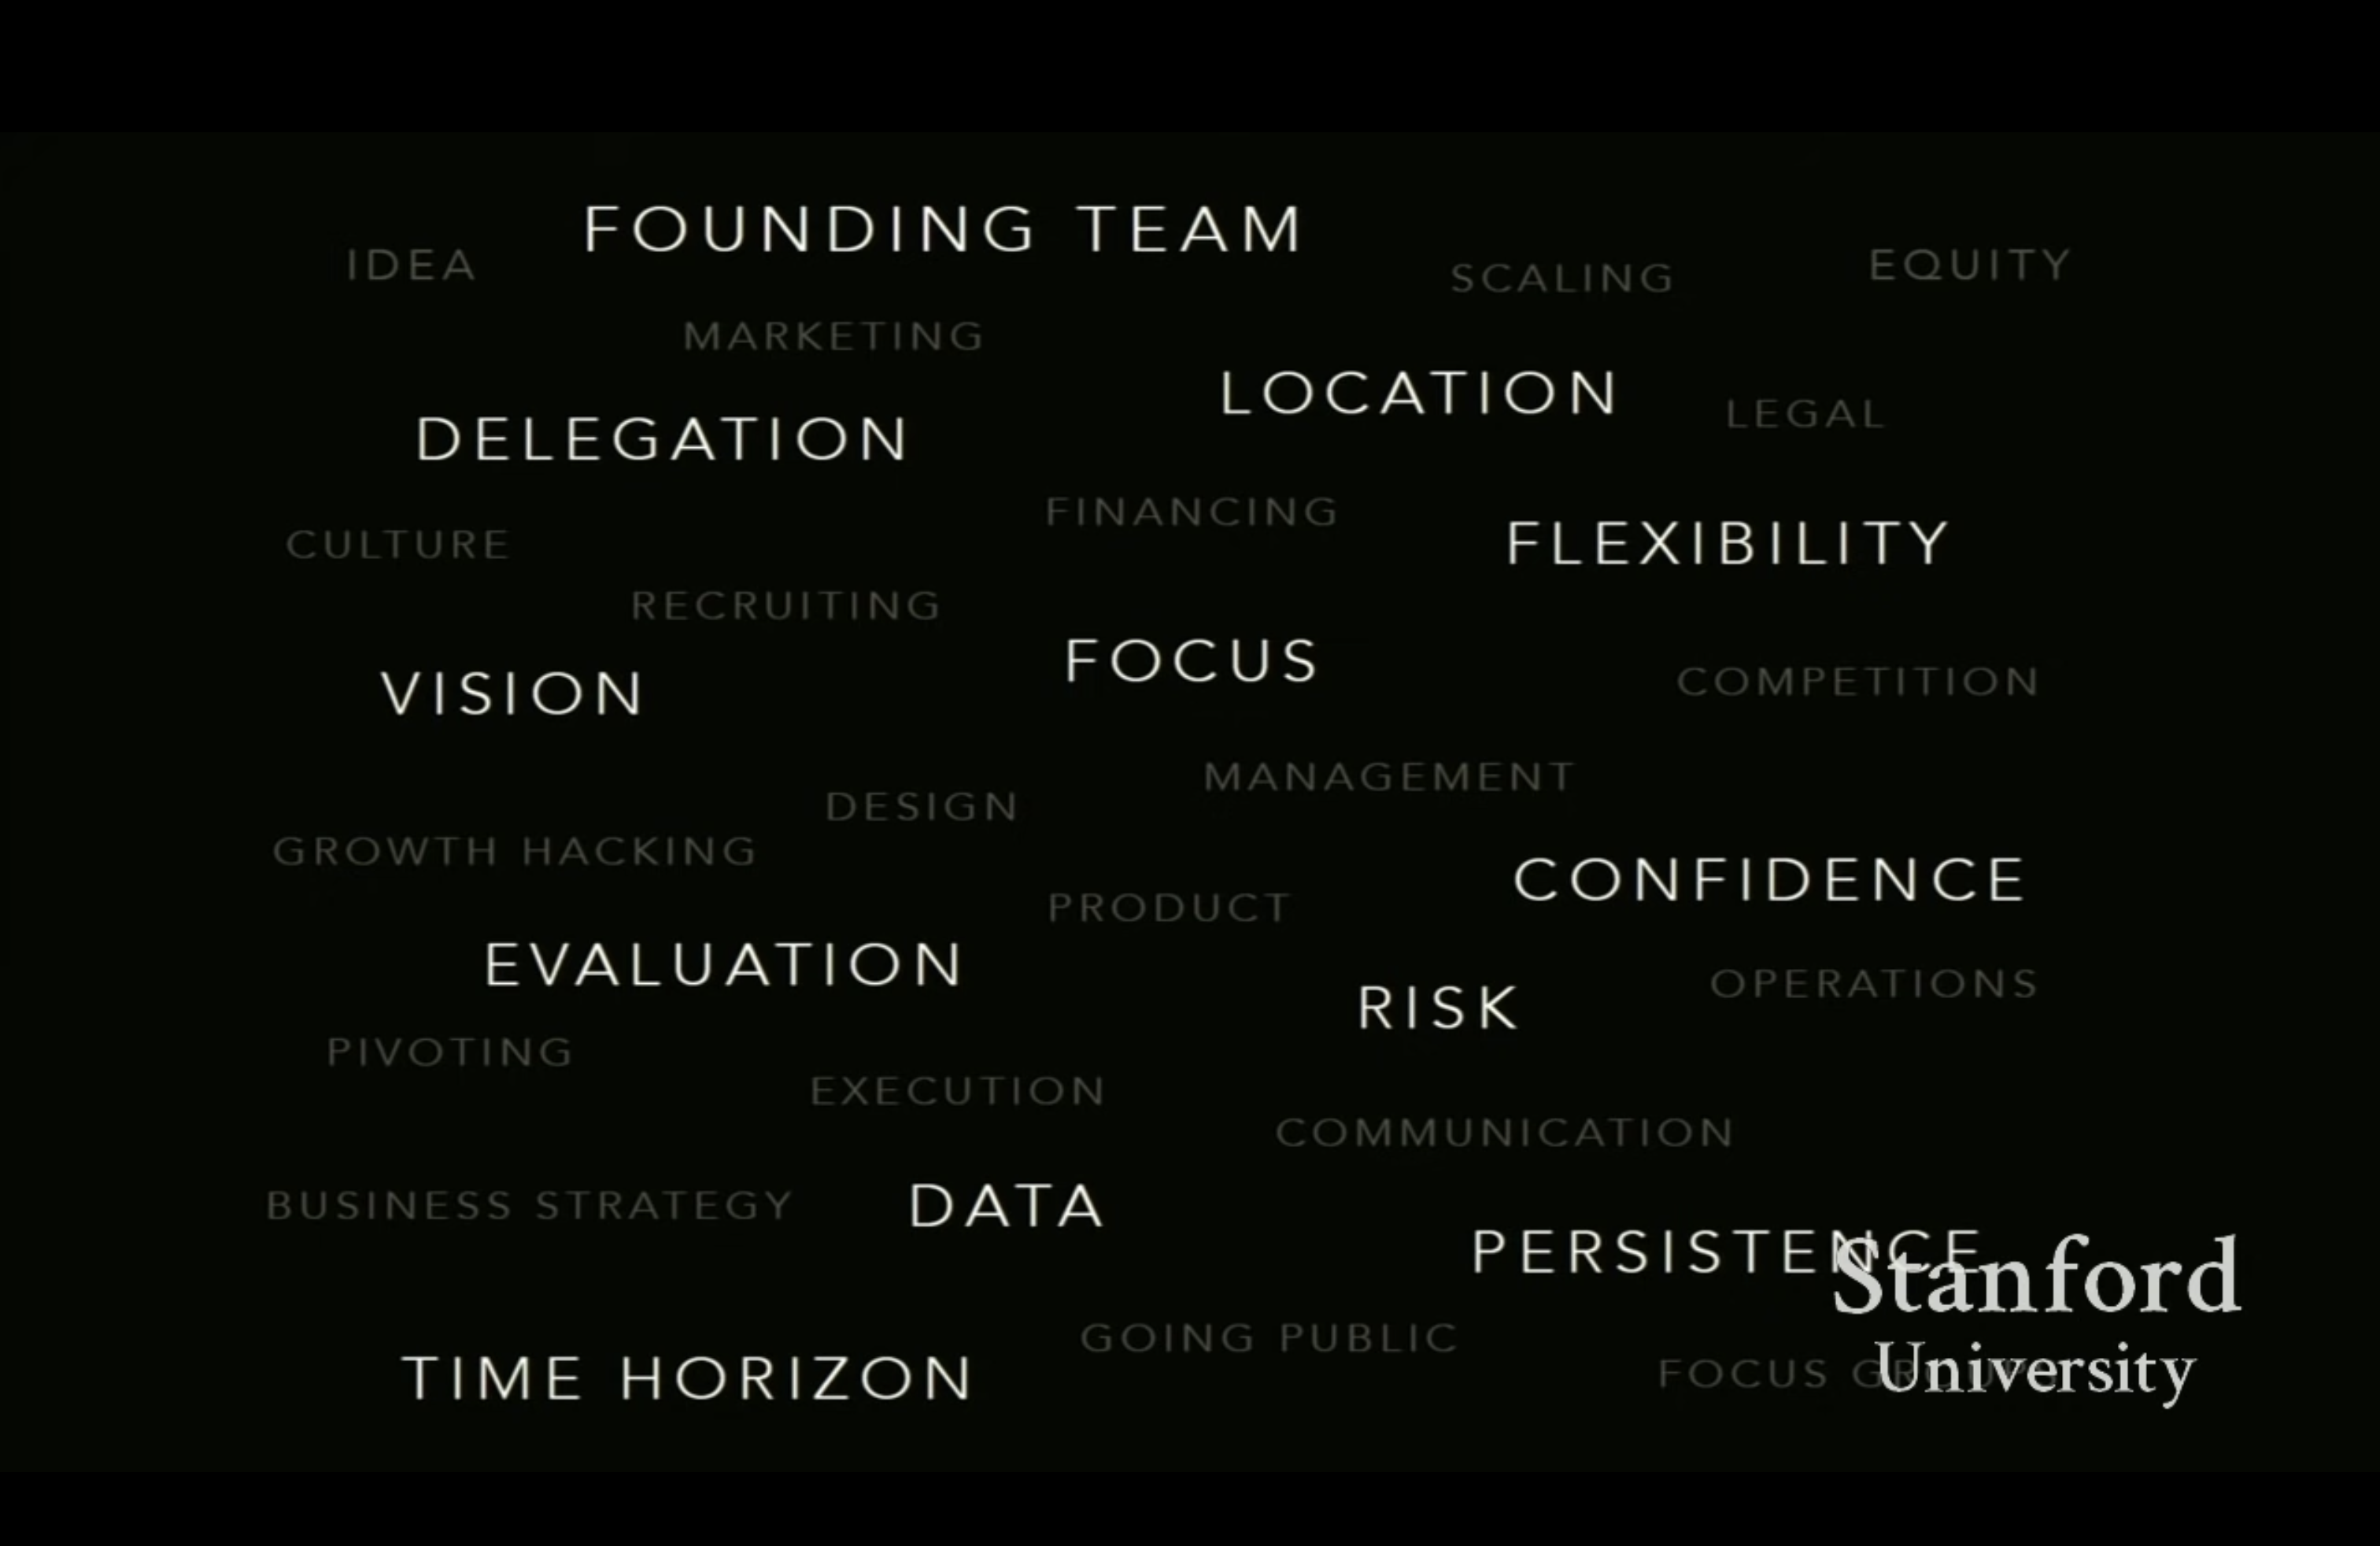 FOUNDING TEAM
IDEA
SCALING
EQUITY
MARKETING
LOCATION
LEGAL
DELEGATION
FINANCING
FLEXIBILITY
CULTURE
RECRUITING
FOCUS
VISION
COMPETITION
MANAGEMENT
DESIGN
GROWTH HACKING
CONFIDENCE
PRODUCT
EVALUATION
RISK
OPERATIONS
PIVOTING
EXECUTION
COMMUNICATION
BUSINESS STRATEGY
DATA
PERSISTENCE
Stanford
University
GOING PUBLIC
TIME HORIZON
FOCUS